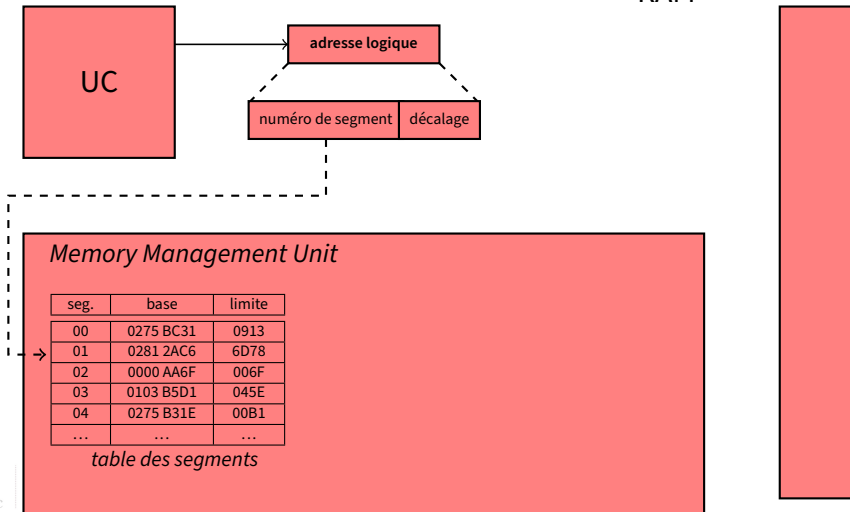 UC
adresse logique
numéro de segment décalage
Memory Management Unit
seg. base limite
00 0275 BC31 0913
01 0281 2AC6 6D78
02 0000 AA6F 006F
03 0103 B5D1 045E
04 0275 B31E 00B1
... ... ...
table des segments